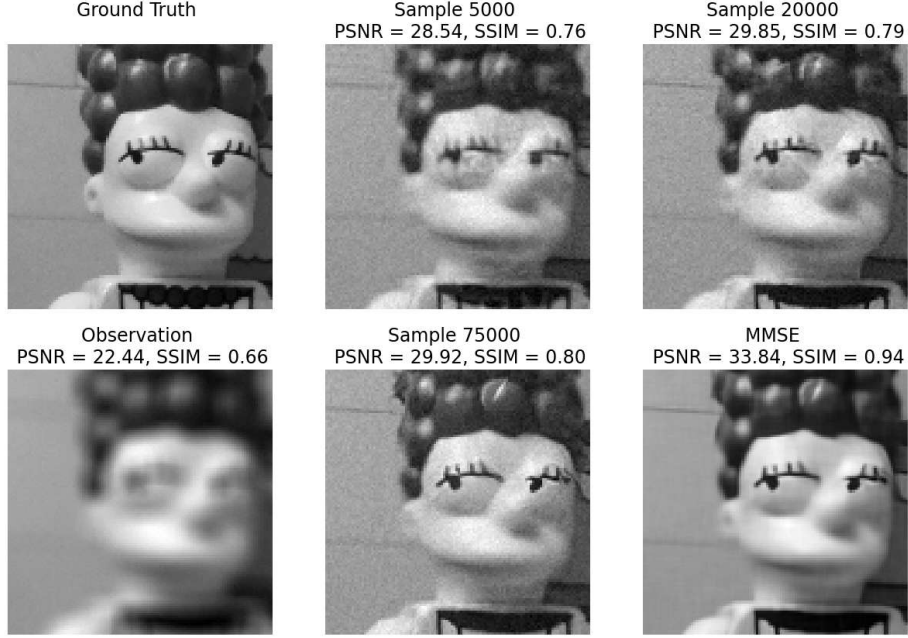 Ground Truth
Sample 5000
PSNR = 28.54, SSIM = 0.76
Sample 20000
PSNR = 29.85, SSIM = 0.79
Observation
PSNR = 22.44, SSIM = 0.66
Sample 75000
PSNR = 29.92, SSIM = 0.80
MMSE
PSNR = 33.84, SSIM = 0.94